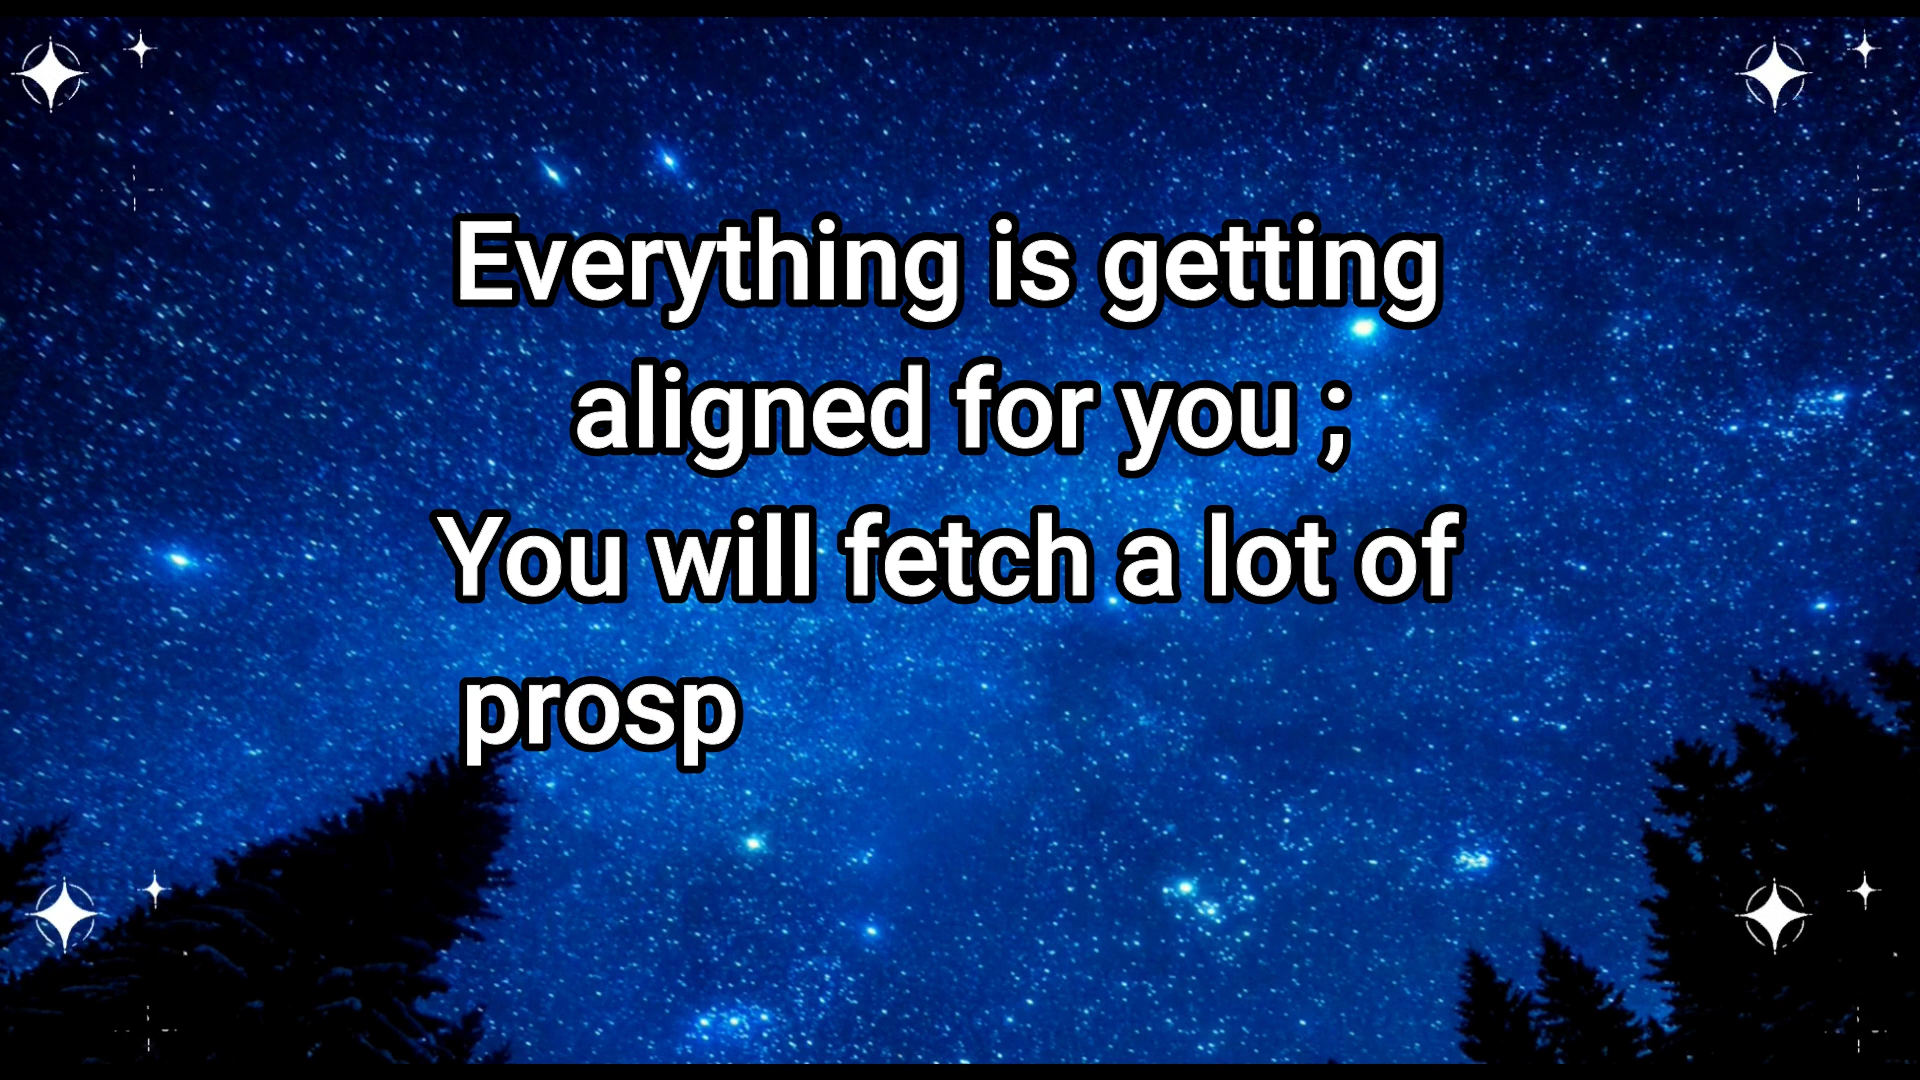 Everything is getting
aligned for you ;
You will fetch a lot of
prosp